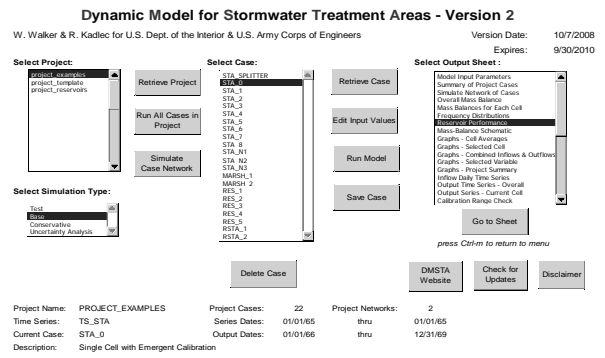 Dynamic Model for Stormwater Treatment Areas - Version 2
W. Walker & R. Kadlec for U.S. Dept. of the Interior & U.S. Army Corps of Engineers
Version Date: 10/7/2008
Expires: 9/30/2010
Select Project:
project_examples
project_template
project_reservoirs
Retrieve Project
Run All Cases in
Project
Simulate
Case Network
Select Simulation Type:
Test
Base
Conservative
Uncertainty Analysis
Select Case:
STA_SPLITTER
STA_0
STA_1
STA_2
STA_3
STA_4
STA_5
STA_6
STA_7
STA 8
STA_N1
STA N2
STA_N3
MARSH_1
MARSH 2
RES_1
RES_2
RES_3
RES_4
RES_5
RSTA_1
RSTA_2
Retrieve Case
Edit Input Values
Run Model
Save Case
Select Output Sheet :
Model Input Parameters
Summary of Project Cases
Simulate Network of Cases
Overall Mass Balance
Mass Balances for Each Cell
Frequency Distributions
Reservoir Performance
Mass-Balance Schematic
Graphs - Cell Averages
Graphs - Selected Cell
Graphs - Combined Inflows & Outflows
Graphs - Selected Variable
Graphs - Project Summary
Inflow Daily Time Series
Output Time Series - Overall
Output Series - Current Cell
Calibration Range Check
Go to Sheet
press Ctrl-m to return to menu
Delete Case
DMSTA
Website
Check for
Updates
Disclaimer
Project Name: PROJECT_EXAMPLES Project Cases: 22 Project Networks: 2
Time Series: TS_STA Series Dates: 01/01/65 thru 01/01/65
Current Case: STA_0 Output Dates: 01/01/66 thru 12/31/69
Description: Single Cell with Emergent Calibration